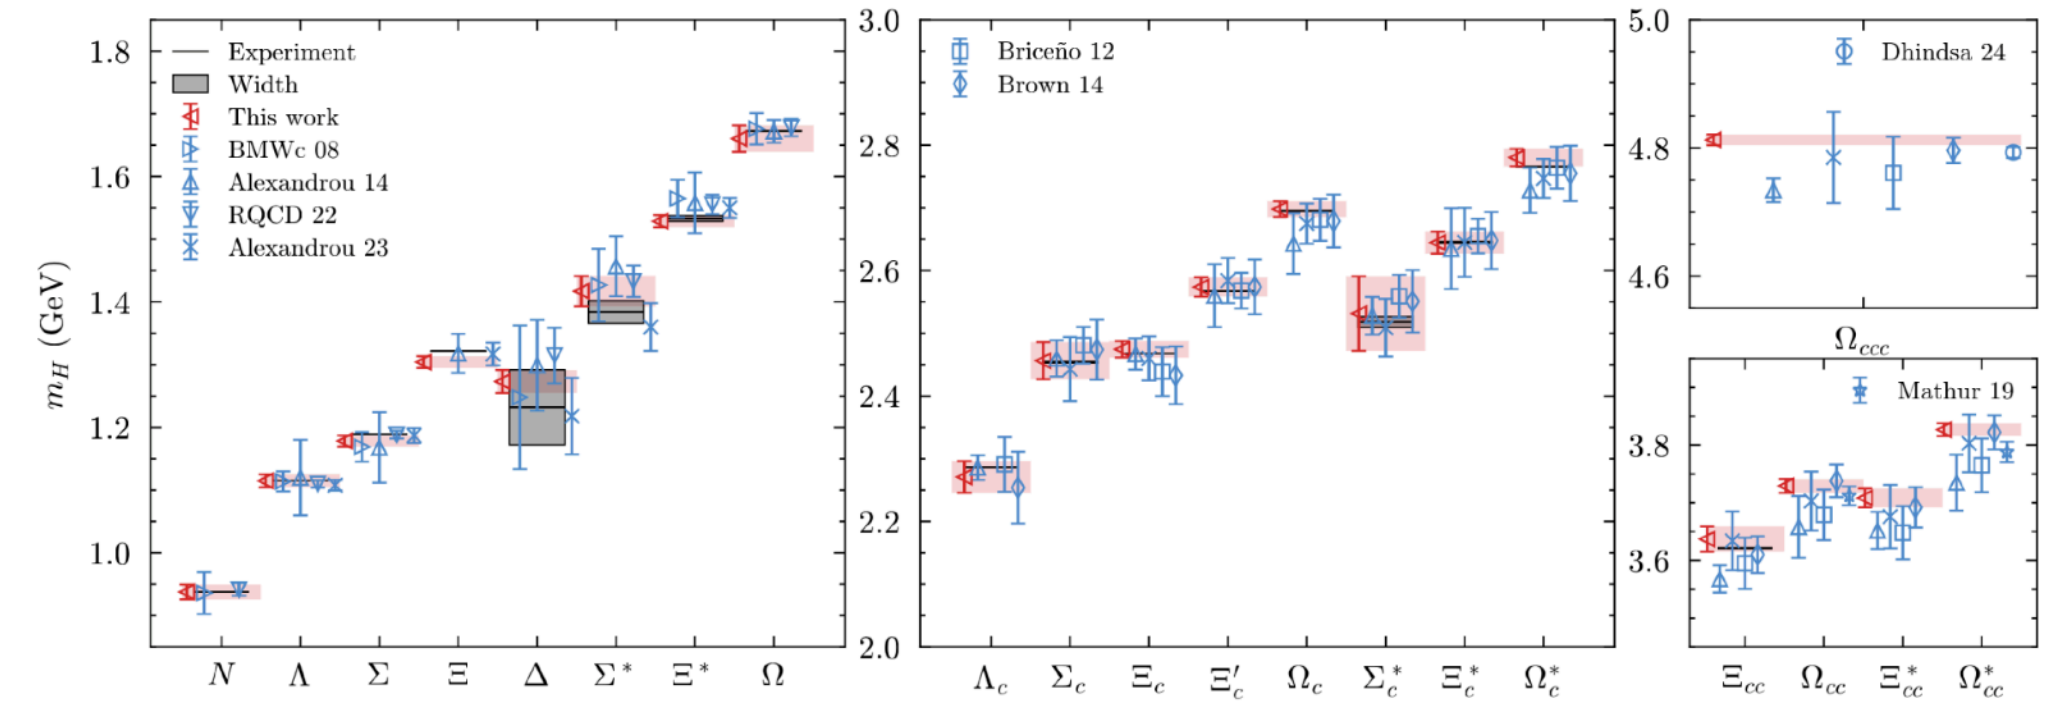 m_H (GeV)
1.8
1.6
1.4
1.2
1.0
Experiment
Width
This work
BMWc 08
Alexandrou 14
RQCD 22
Alexandrou 23
N Λ Σ Ξ Δ Σ* Ξ* Ω
3.0
2.8
2.6
2.4
2.2
2.0
Briceño 12
Brown 14
Λ_c Σ_c Ξ_c Ξ′_c Ω_c Σ*_c Ξ*_c Ω*_c
5.0
4.8
4.6
Dhindsa 24
Ω_ccc
3.8
3.6
Mathur 19
Ξ_cc Ω_cc Ξ*_cc Ω*_cc